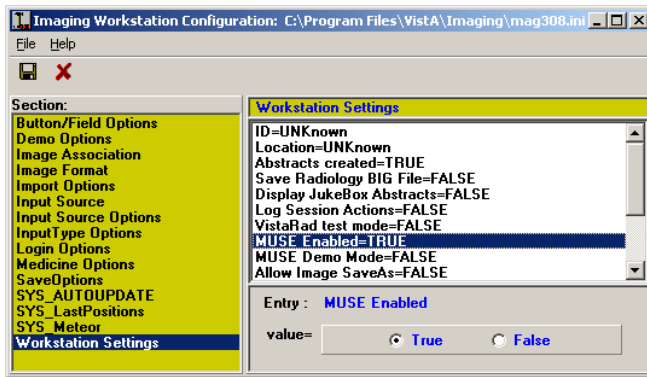 Imaging Workstation Configuration: C:\Program Files\VistA\Imaging\mag308.ini
File Help
Section:
Button/Field Options
Demo Options
Image Association
Image Format
Import Options
Input Source
Input Source Options
InputType Options
Login Options
Medicine Options
SaveOptions
SYS_AUTOUPDATE
SYS_LastPositions
SYS_Meteor
Workstation Settings
Workstation Settings
ID=UNKnown
Location=UNKnown
Abstracts created=TRUE
Save Radiology BIG File=FALSE
Display JukeBox Abstracts=FALSE
Log Session Actions=FALSE
VistaRad test mode=FALSE
MUSE Enabled=TRUE
MUSE Demo Mode=FALSE
Allow Image SaveAs=FALSE
Entry : MUSE Enabled
value= True False